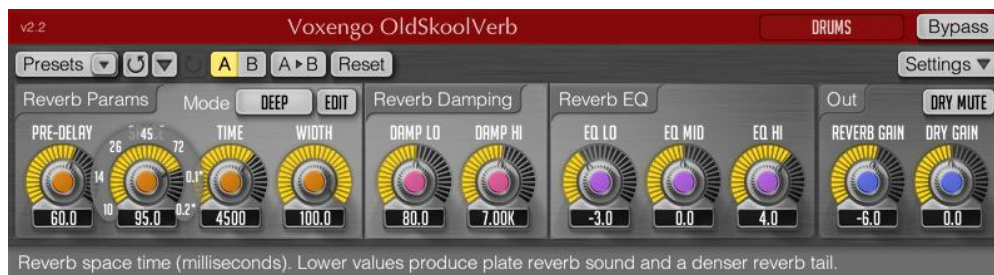 v2.2 Voxengo OldSkoolVerb DRUMS Bypass
Presets A B A▸B Reset Settings
Reverb Params Mode DEEP EDIT Reverb Damping Reverb EQ Out DRY MUTE
PRE-DELAY TIME WIDTH DAMP LO DAMP HI EQ LO EQ MID EQ HI REVERB GAIN DRY GAIN
45
26 72
14 0.1*
10 0.2*
60.0 95.0 4500 100.0 80.0 7.00K -3.0 0.0 4.0 -6.0 0.0
Reverb space time (milliseconds). Lower values produce plate reverb sound and a denser reverb tail.